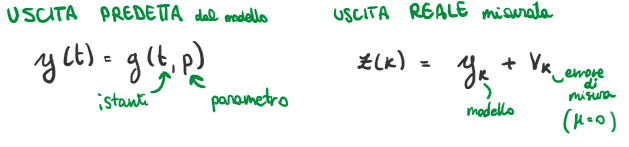 USCITA PREDETTA dal modello
y(t) = g(t, p)
istanti
parametro
USCITA REALE misurata
z(k) = y_k + v_k
modello
errore
di
misura
(μ=0)